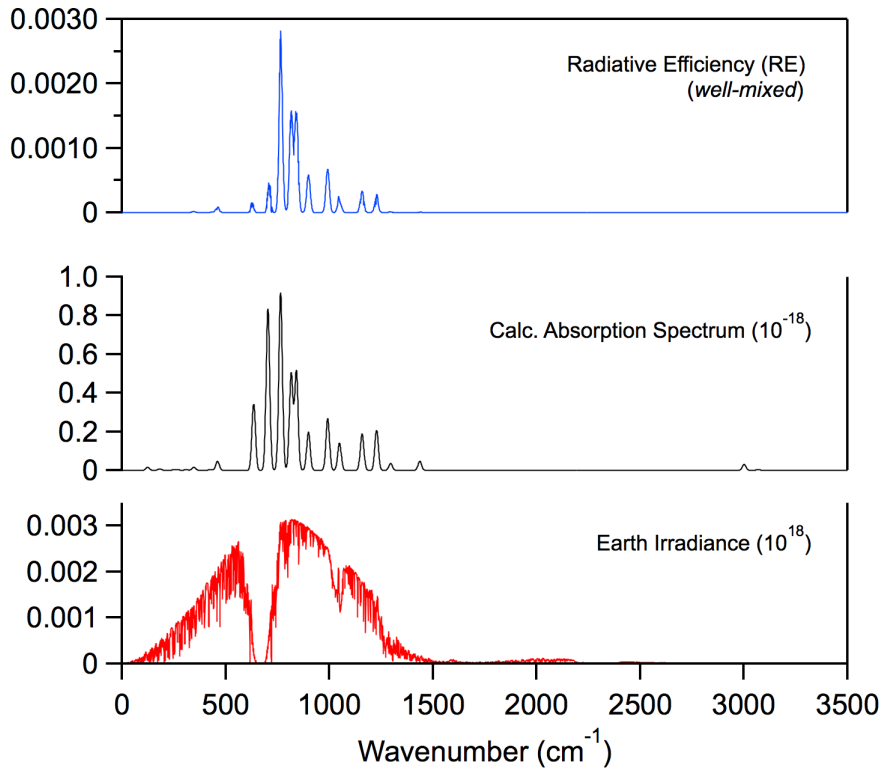 0.0030
0.0020
0.0010
0
Radiative Efficiency (RE)
(well-mixed)
1.0
0.8
0.6
0.4
0.2
0
Calc. Absorption Spectrum (10⁻¹⁸)
0.003
0.002
0.001
0
Earth Irradiance (10¹⁸)
0 500 1000 1500 2000 2500 3000 3500
Wavenumber (cm⁻¹)